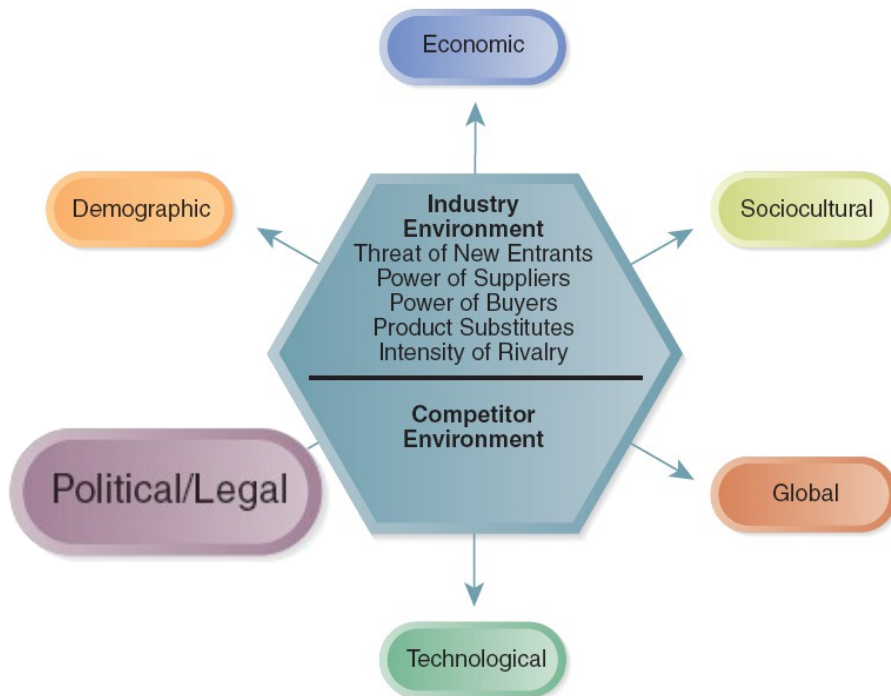 Economic
Demographic
Sociocultural
Industry
Environment
Threat of New Entrants
Power of Suppliers
Power of Buyers
Product Substitutes
Intensity of Rivalry
Competitor
Environment
Political/Legal
Global
Technological